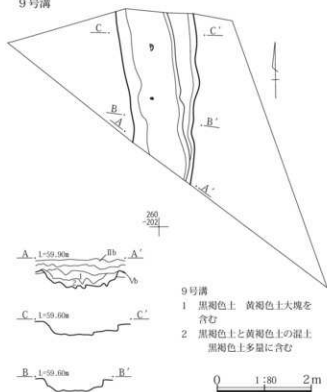 9号溝
C
C′
B
A
B′
A′
260
-202
A L=59.90m A′
IIb
Vb
1
C L=59.60m C′
B L=59.60m B′
9号溝
1 黒褐色土 黄褐色土大塊を
含む
2 黒褐色土と黄褐色土の混土
黒褐色土多量に含む
0 1:80 2m